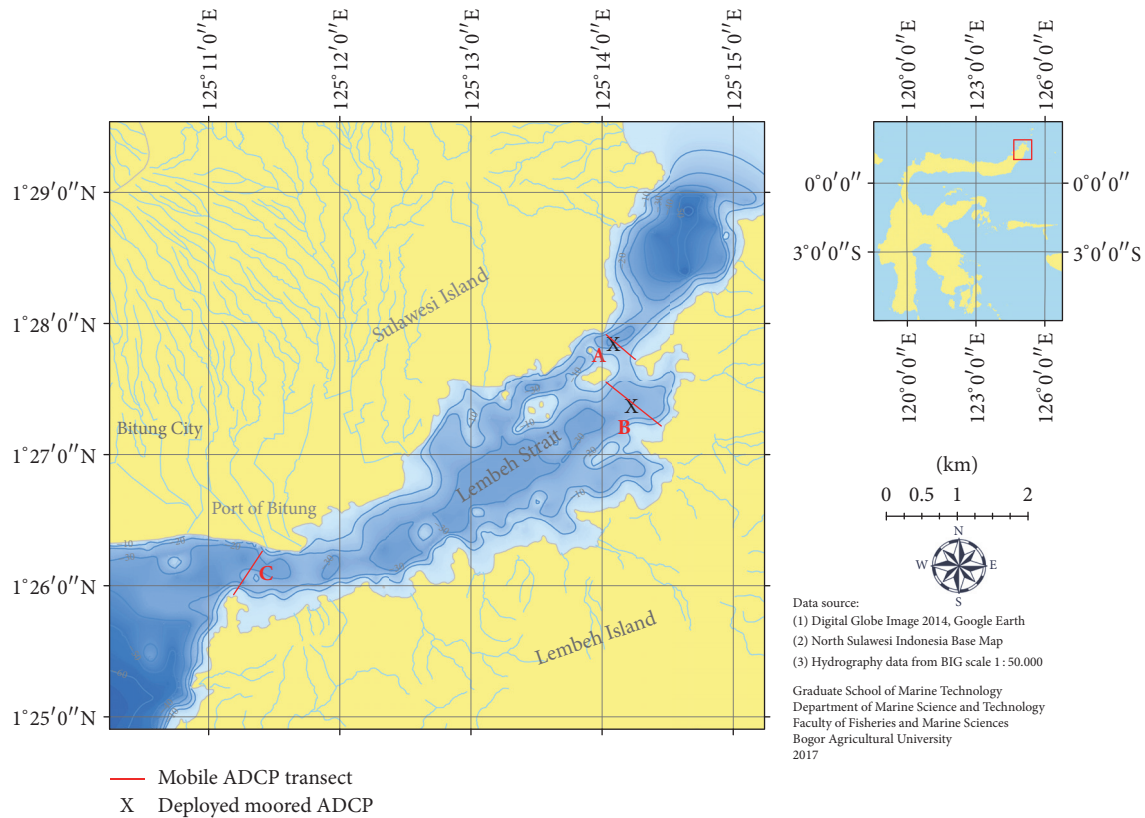 125°11′0″E
125°12′0″E
125°13′0″E
125°14′0″E
125°15′0″E
120°0′0″E
123°0′0″E
126°0′0″E
1°29′0″N
1°28′0″N
1°27′0″N
1°26′0″N
1°25′0″N
Sulawesi Island
Bitung City
Port of Bitung
Lembeh Strait
Lembeh Island
A
X
B
X
C
0°0′0″
0°0′0″
3°0′0″S
3°0′0″S
120°0′0″E
123°0′0″E
126°0′0″E
(km)
0 0.5 1 2
N
W E
S
Data source:
(1) Digital Globe Image 2014, Google Earth
(2) North Sulawesi Indonesia Base Map
(3) Hydrography data from BIG scale 1 : 50.000
Graduate School of Marine Technology
Department of Marine Science and Technology
Faculty of Fisheries and Marine Sciences
Bogor Agricultural University
2017
Mobile ADCP transect
X Deployed moored ADCP